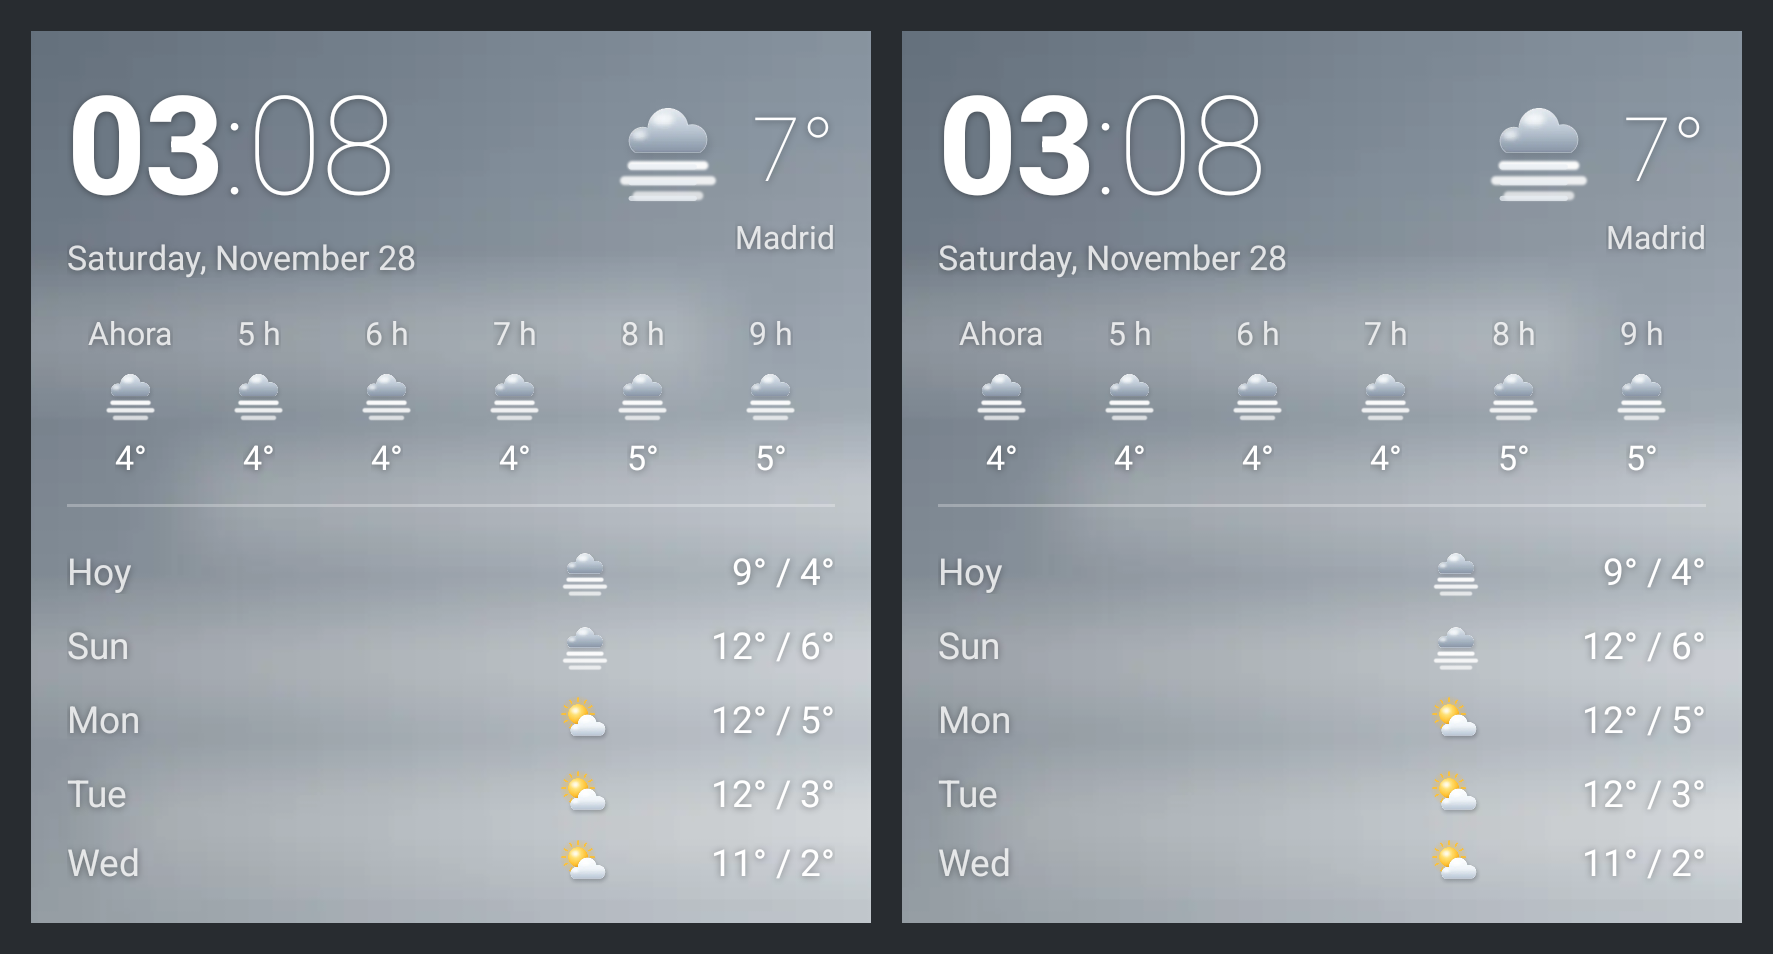 03:08
7°
Madrid
Saturday, November 28
Ahora 5 h 6 h 7 h 8 h 9 h
4° 4° 4° 4° 5° 5°
Hoy 9° / 4°
Sun 12° / 6°
Mon 12° / 5°
Tue 12° / 3°
Wed 11° / 2°
03:08
7°
Madrid
Saturday, November 28
Ahora 5 h 6 h 7 h 8 h 9 h
4° 4° 4° 4° 5° 5°
Hoy 9° / 4°
Sun 12° / 6°
Mon 12° / 5°
Tue 12° / 3°
Wed 11° / 2°